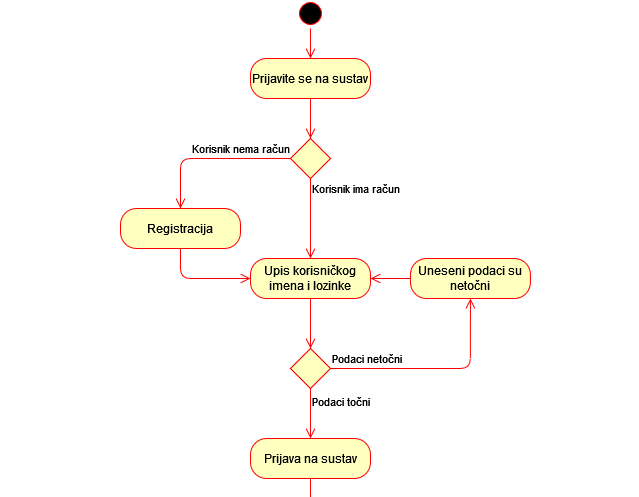 Prijavite se na sustav
Korisnik nema račun
Korisnik ima račun
Registracija
Upis korisničkog
imena i lozinke
Uneseni podaci su
netočni
Podaci netočni
Podaci točni
Prijava na sustav